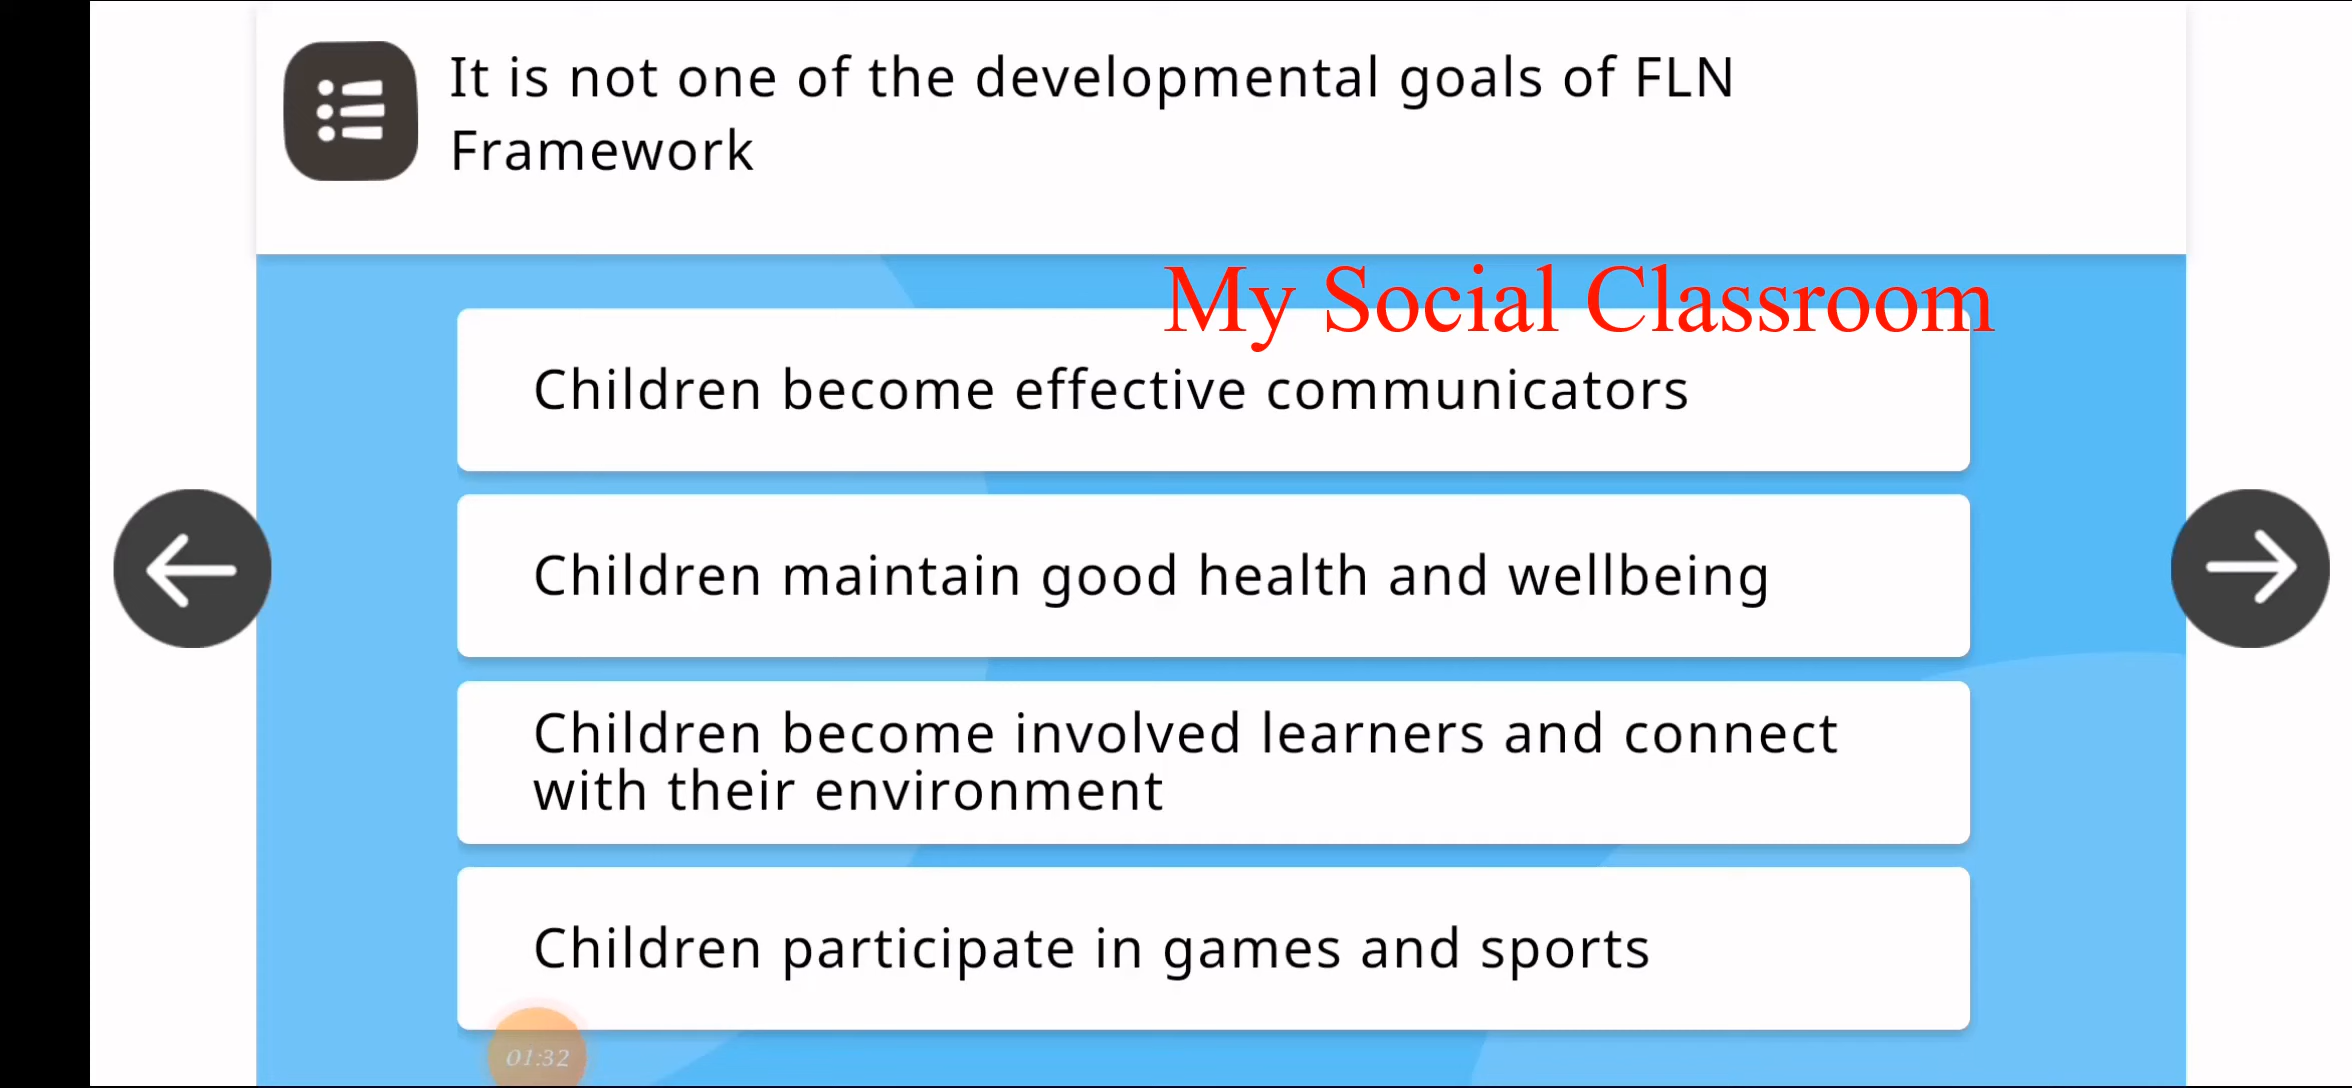 It is not one of the developmental goals of FLN
Framework
My Social Classroom
Children become effective communicators
Children maintain good health and wellbeing
Children become involved learners and connect
with their environment
Children participate in games and sports
01:32